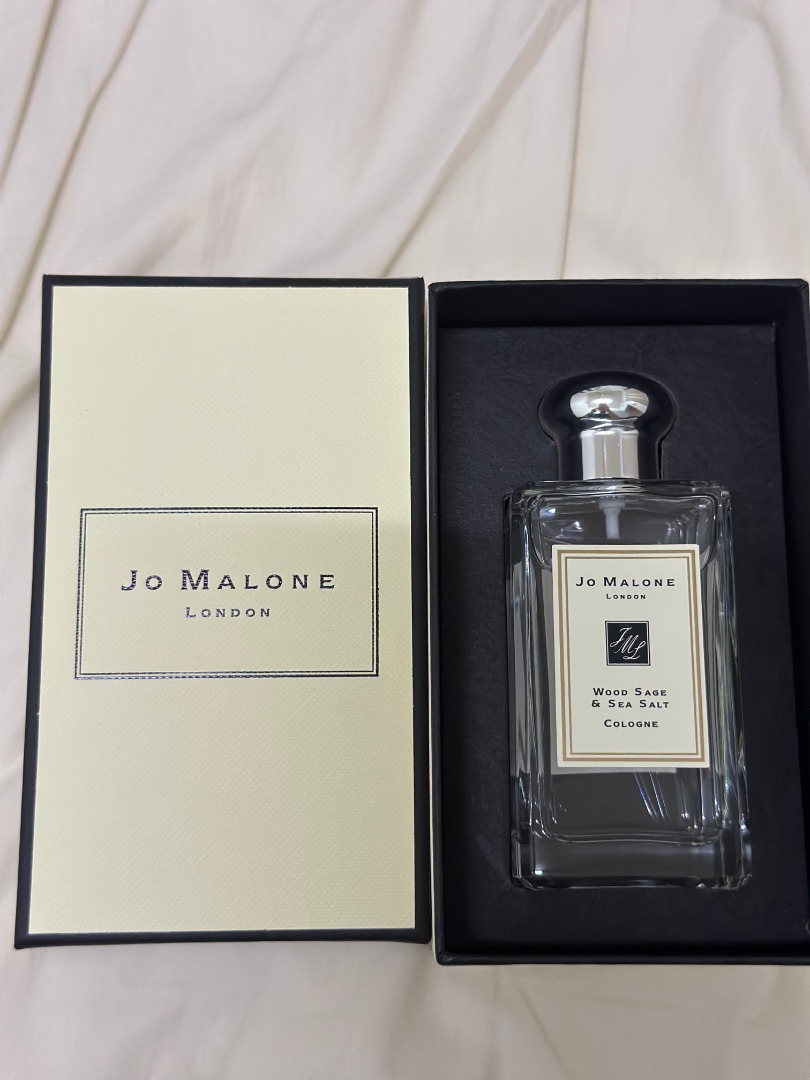 Jo Malone
London
Jo Malone
London
JML
Wood Sage
& Sea Salt
Cologne